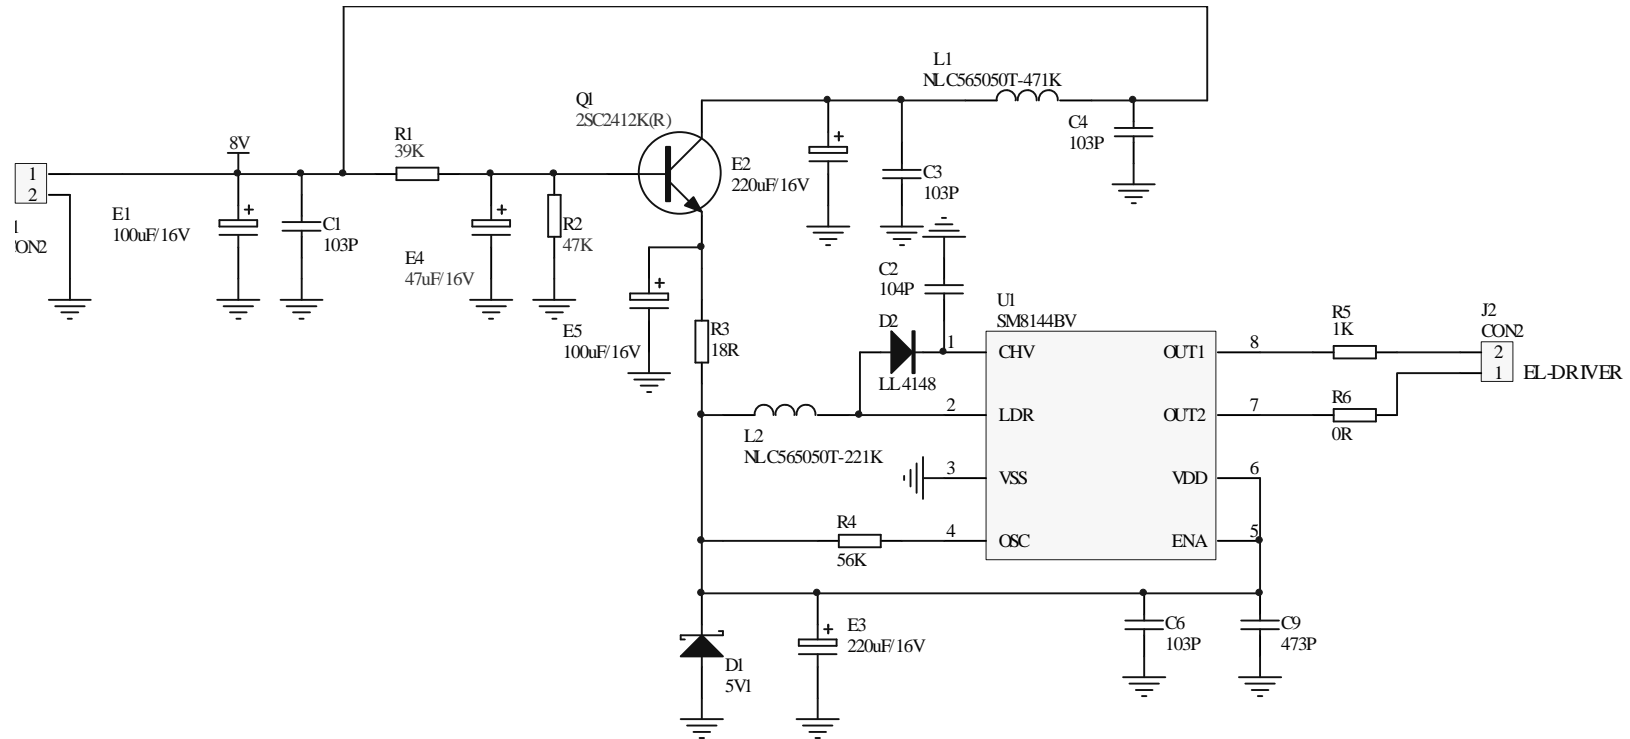 L1
NLC565050T-471K
Q1
2SC2412K(R)
C4
103P
8V
R1
39K
1
2
E2
220uF/16V
C3
103P
E1
100uF/16V
C1
103P
R2
47K
E4
47uF/16V
C2
104P
E5
100uF/16V
R3
18R
D2
LL4148
U1
SM8144BV
1 CHV OUT1 8
2 LDR OUT2 7
3 VSS VDD 6
4 OSC ENA 5
R5
1K
J2
CON2
2
1
EL-DRIVER
R6
0R
L2
NLC565050T-221K
R4
56K
E3
220uF/16V
D1
5V1
C6
103P
C9
473P